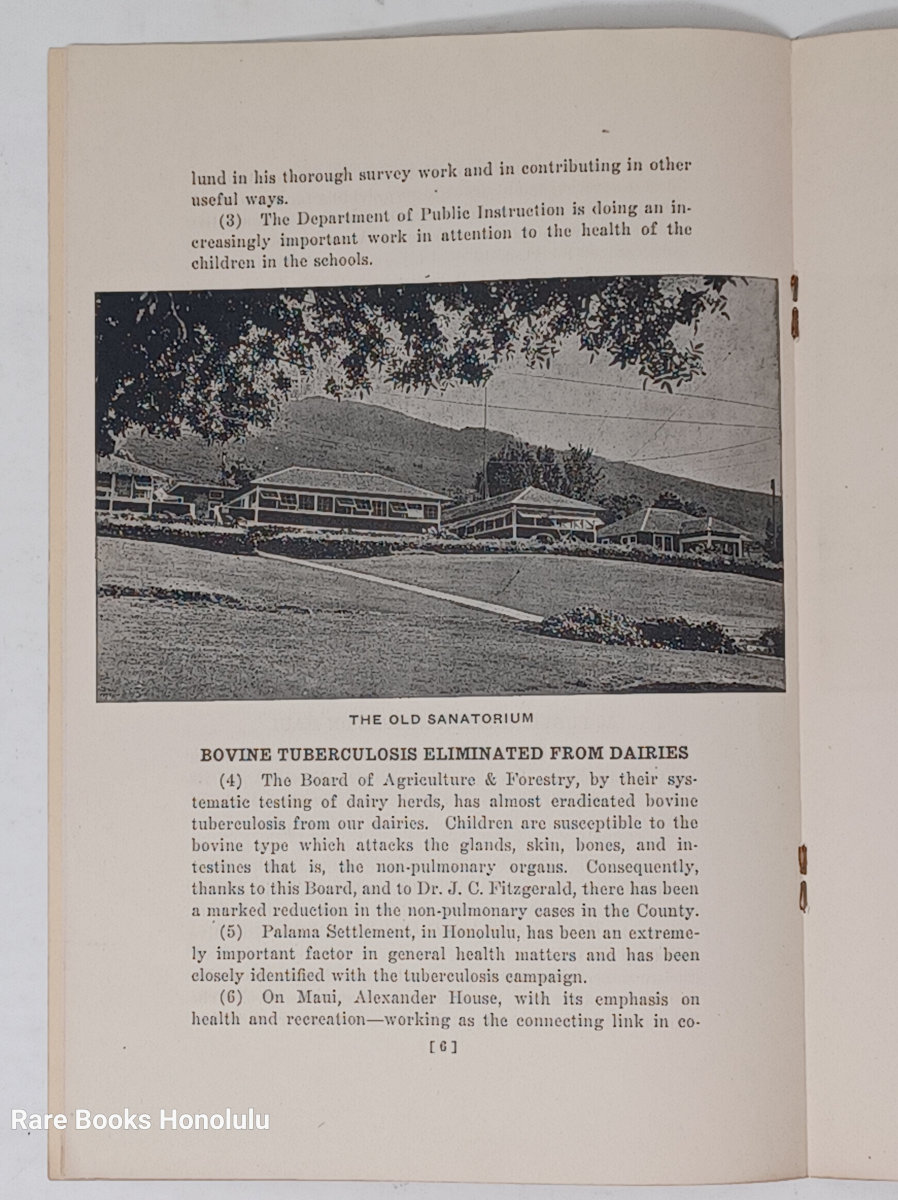 lund in his thorough survey work and in contributing in other
useful ways.
(3) The Department of Public Instruction is doing an in-
creasingly important work in attention to the health of the
children in the schools.
THE OLD SANATORIUM
BOVINE TUBERCULOSIS ELIMINATED FROM DAIRIES
(4) The Board of Agriculture & Forestry, by their sys-
tematic testing of dairy herds, has almost eradicated bovine
tuberculosis from our dairies. Children are susceptible to the
bovine type which attacks the glands, skin, bones, and in-
testines that is, the non-pulmonary organs. Consequently,
thanks to this Board, and to Dr. J. C. Fitzgerald, there has been
a marked reduction in the non-pulmonary cases in the County.
(5) Palama Settlement, in Honolulu, has been an extreme-
ly important factor in general health matters and has been
closely identified with the tuberculosis campaign.
(6) On Maui, Alexander House, with its emphasis on
health and recreation—working as the connecting link in co-
[ 6 ]
Rare Books Honolulu